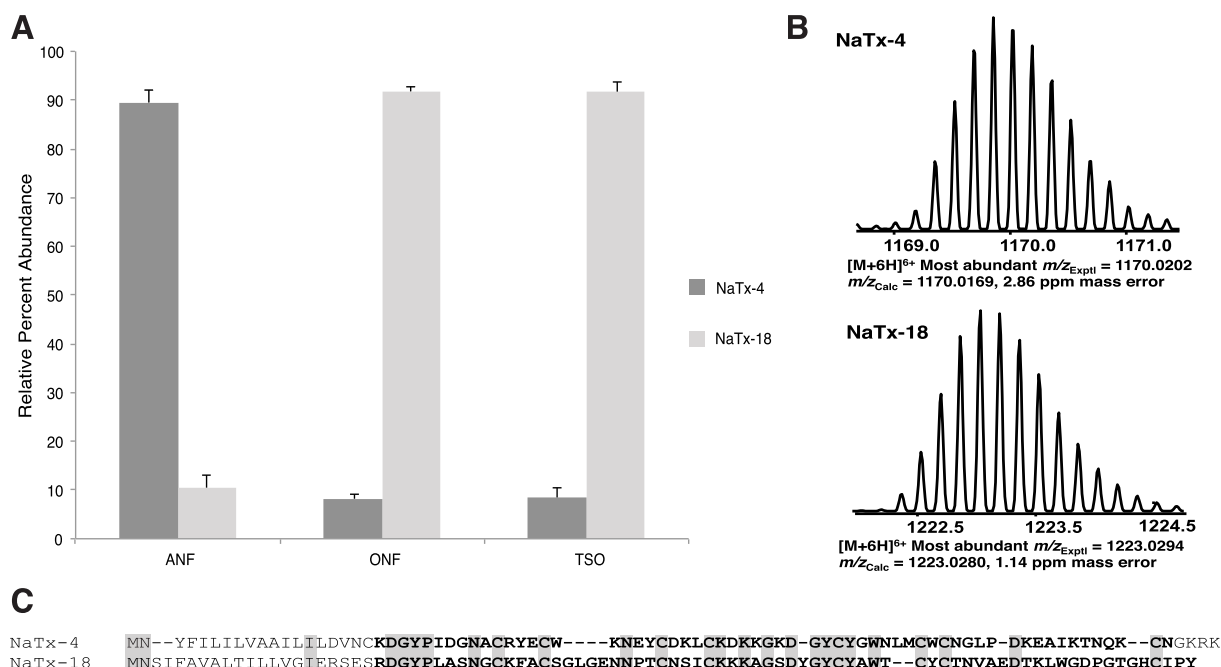 A
100
90
80
70
60
50
40
30
20
10
0
Relative Percent Abundance
ANF
ONF
TSO
NaTx-4
NaTx-18
B
NaTx-4
1169.0 1170.0 1171.0
[M+6H]6+ Most abundant m/zExptl = 1170.0202
m/zCalc = 1170.0169, 2.86 ppm mass error
NaTx-18
1222.5 1223.5 1224.5
[M+6H]6+ Most abundant m/zExptl = 1223.0294
m/zCalc = 1223.0280, 1.14 ppm mass error
C
NaTx-4 MN--YFILILVAAILILDVNCKDGYPIDGNACRYECW----KNEYCDKLCKDKKGKD-GYCYGWNLMCWCNGLP-DKEAIKTNQK--CNGKRK
NaTx-18 MNSIFAVALTILLVGIERSESRDGYPLASNGCKFACSGLGENNPTCNSICKKKAGSDYGYCYAWT--CYCTNVAEDTKLWGDPGTGHCIPY